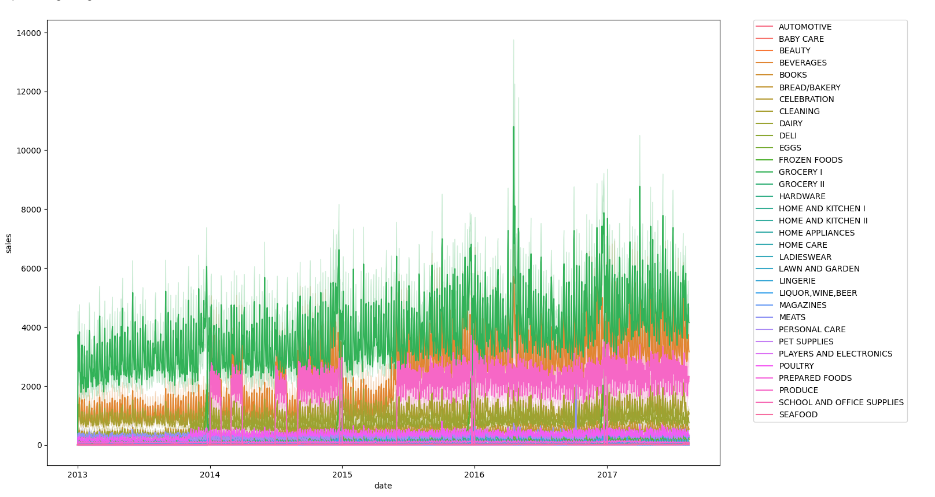 14000
12000
10000
8000
6000
4000
2000
0
sales
2013
2014
2015
2016
2017
date
AUTOMOTIVE
BABY CARE
BEAUTY
BEVERAGES
BOOKS
BREAD/BAKERY
CELEBRATION
CLEANING
DAIRY
DELI
EGGS
FROZEN FOODS
GROCERY I
GROCERY II
HARDWARE
HOME AND KITCHEN I
HOME AND KITCHEN II
HOME APPLIANCES
HOME CARE
LADIESWEAR
LAWN AND GARDEN
LINGERIE
LIQUOR,WINE,BEER
MAGAZINES
MEATS
PERSONAL CARE
PET SUPPLIES
PLAYERS AND ELECTRONICS
POULTRY
PREPARED FOODS
PRODUCE
SCHOOL AND OFFICE SUPPLIES
SEAFOOD